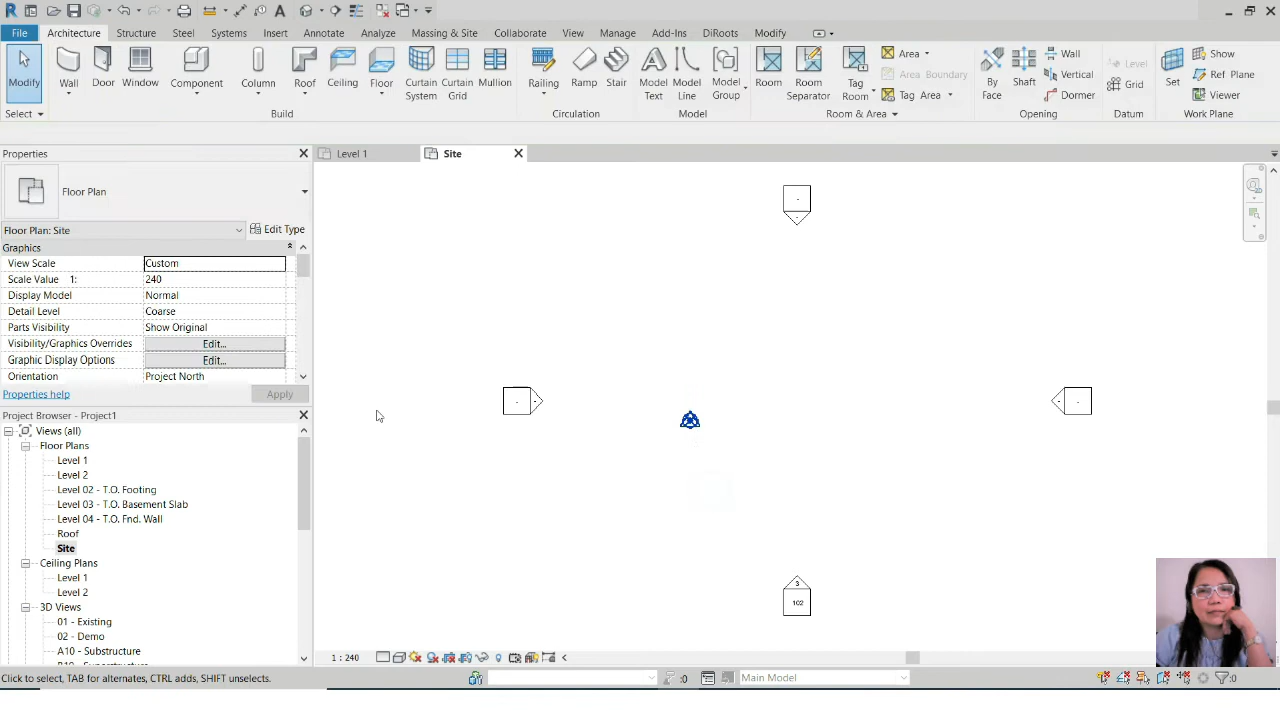 File Architecture Structure Steel Systems Insert Annotate Analyze Massing & Site Collaborate View Manage Add-Ins DiRoots Modify
Modify Wall Door Window Component Column Roof Ceiling Floor Curtain System Curtain Grid Mullion Railing Ramp Stair Model Text Model Line Model Group Room Room Separator Tag Room Area Area Boundary Tag Area By Face Shaft Wall Vertical Dormer Level Grid Set Show Ref Plane Viewer
Select Build Circulation Model Room & Area Opening Datum Work Plane
Properties
Level 1 Site
Floor Plan
Floor Plan: Site Edit Type
Graphics
View Scale Custom
Scale Value 1: 240
Display Model Normal
Detail Level Coarse
Parts Visibility Show Original
Visibility/Graphics Overrides Edit...
Graphic Display Options Edit...
Orientation Project North
Properties help Apply
Project Browser - Project1
Views (all)
Floor Plans
Level 1
Level 2
Level 02 - T.O. Footing
Level 03 - T.O. Basement Slab
Level 04 - T.O. Fnd. Wall
Roof
Site
Ceiling Plans
Level 1
Level 2
3D Views
01 - Existing
02 - Demo
A10 - Substructure
3
102
1 : 240
Click to select, TAB for alternates, CTRL adds, SHIFT unselects. :0 Main Model :0